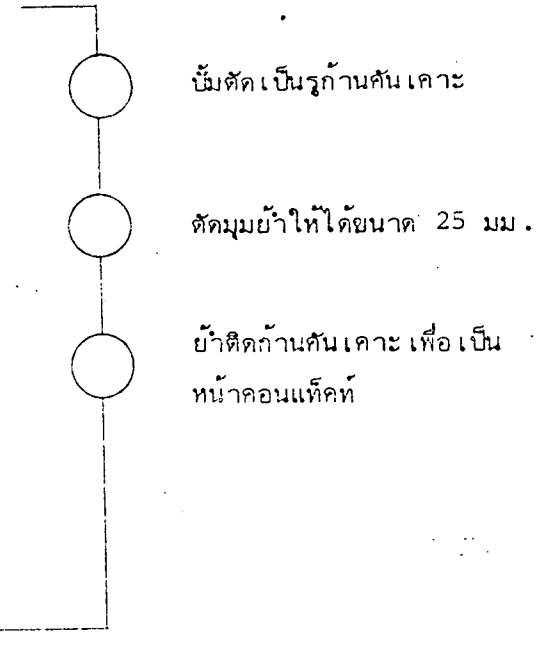 บั๊มตัดเป็นรูก้านคันเคาะ
ตัดมุมย้ำให้ได้ขนาด 25 มม.
ย้ำติดก้านคันเคาะเพื่อเป็น
หน้าคอนแท็คท์